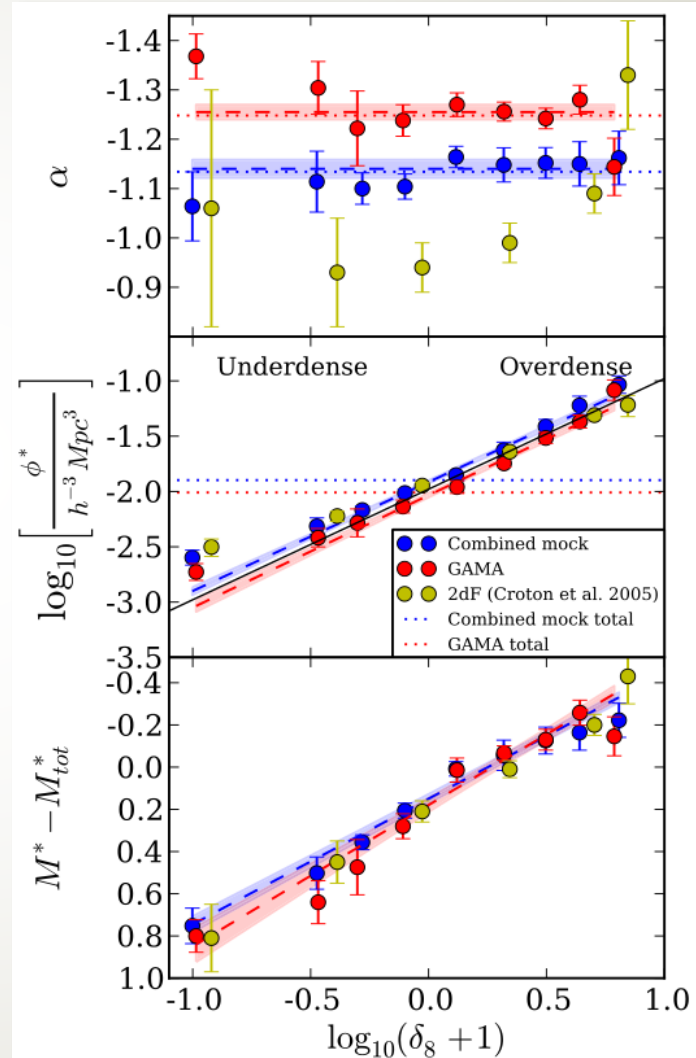 -1.4
-1.3
-1.2
-1.1
-1.0
-0.9
α
Underdense Overdense
-1.0
-1.5
-2.0
-2.5
-3.0
-3.5
log₁₀[ϕ* / h⁻³ Mpc³]
Combined mock
GAMA
2dF (Croton et al. 2005)
Combined mock total
GAMA total
-0.4
-0.2
0.0
0.2
0.4
0.6
0.8
1.0
M* − M*ₜₒₜ
-1.0 -0.5 0.0 0.5 1.0
log₁₀(δ₈ +1)